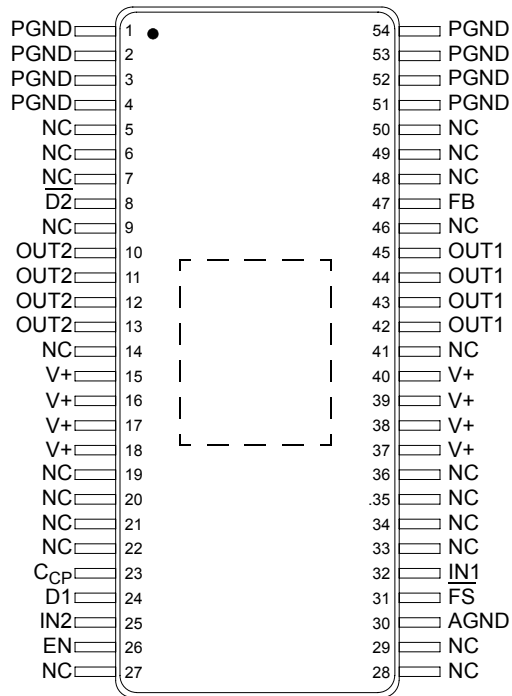 PGND 1 54 PGND
PGND 2 53 PGND
PGND 3 52 PGND
PGND 4 51 PGND
NC 5 50 NC
NC 6 49 NC
NC 7 48 NC
D2 8 47 FB
NC 9 46 NC
OUT2 10 45 OUT1
OUT2 11 44 OUT1
OUT2 12 43 OUT1
OUT2 13 42 OUT1
NC 14 41 NC
V+ 15 40 V+
V+ 16 39 V+
V+ 17 38 V+
V+ 18 37 V+
NC 19 36 NC
NC 20 .35 NC
NC 21 34 NC
NC 22 33 NC
CCP 23 32 IN1
D1 24 31 FS
IN2 25 30 AGND
EN 26 29 NC
NC 27 28 NC